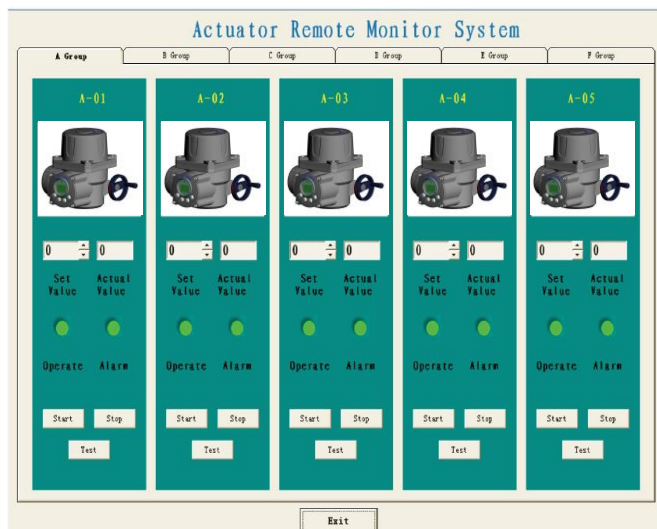 Actuator Remote Monitor System
A Group B Group C Group D Group E Group F Group
A-01 A-02 A-03 A-04 A-05
0 0 0 0 0 0 0 0 0 0
Set Value Actual Value Set Value Actual Value Set Value Actual Value Set Value Actual Value Set Value Actual Value
Operate Alarm Operate Alarm Operate Alarm Operate Alarm Operate Alarm
Start Stop Start Stop Start Stop Start Stop Start Stop
Test Test Test Test Test
Exit